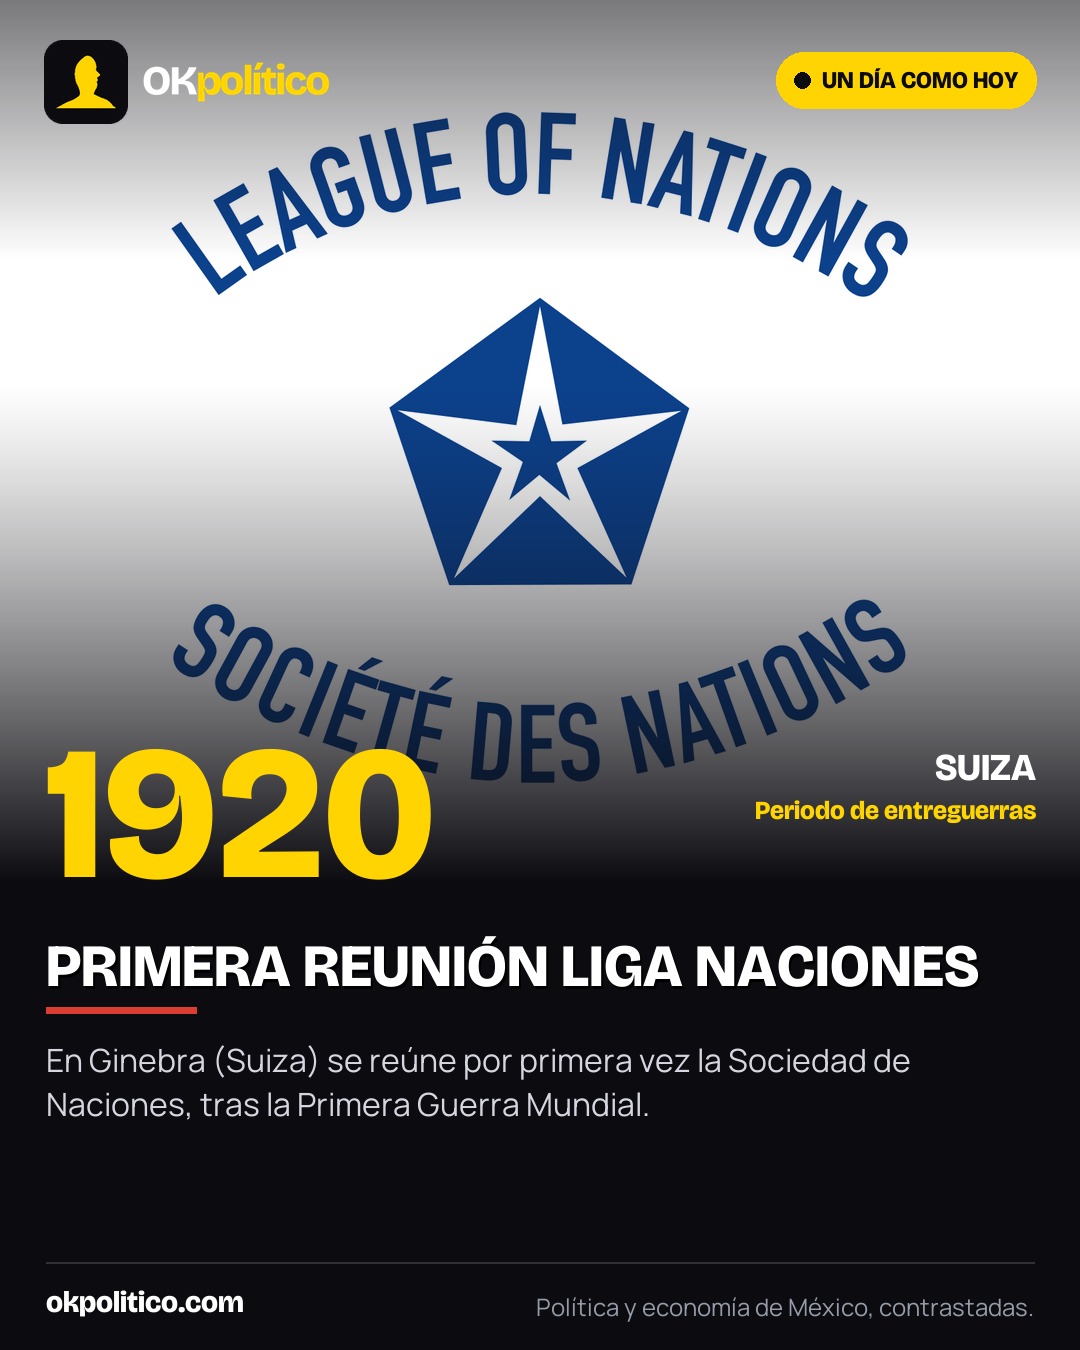 OKpolítico
UN DÍA COMO HOY
LEAGUE OF NATIONS
SOCIÉTÉ DES NATIONS
1920
SUIZA
Periodo de entreguerras
PRIMERA REUNIÓN LIGA NACIONES
En Ginebra (Suiza) se reúne por primera vez la Sociedad de
Naciones, tras la Primera Guerra Mundial.
okpolitico.com
Política y economía de México, contrastadas.